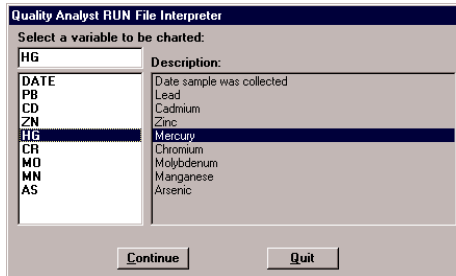 Quality Analyst RUN File Interpreter
Select a variable to be charted:
HG
Description:
DATE Date sample was collected
PB Lead
CD Cadmium
ZN Zinc
HG Mercury
CR Chromium
MO Molybdenum
MN Manganese
AS Arsenic
Continue Quit